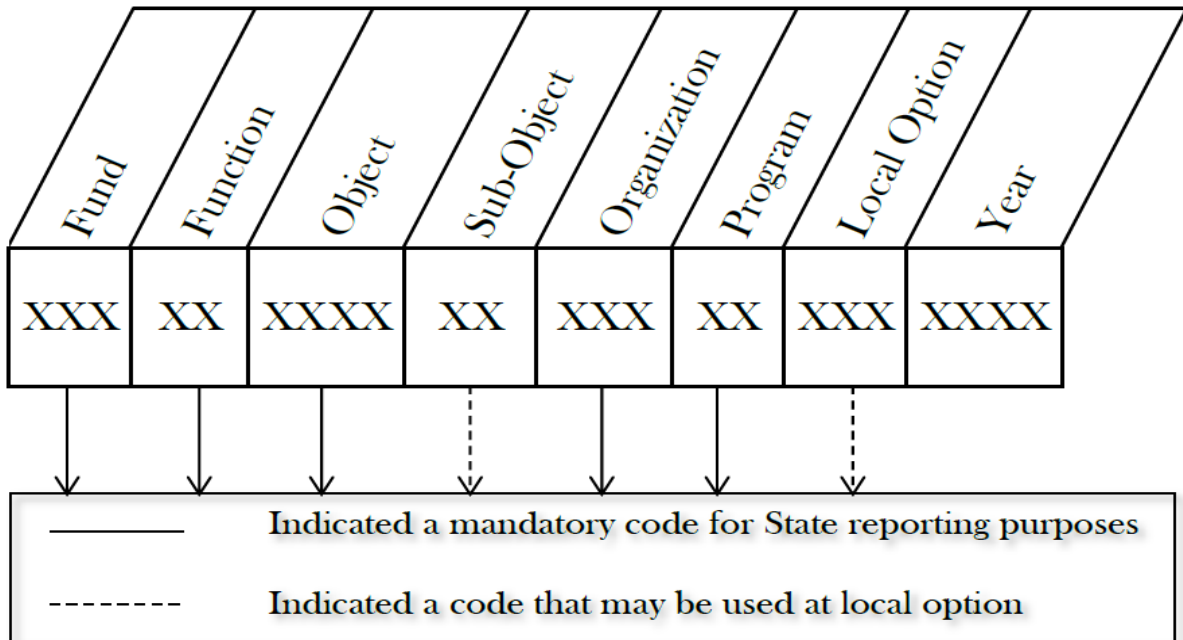 Fund
Function
Object
Sub-Object
Organization
Program
Local Option
Year
XXX XX XXXX XX XXX XX XXX XXXX
Indicated a mandatory code for State reporting purposes
Indicated a code that may be used at local option